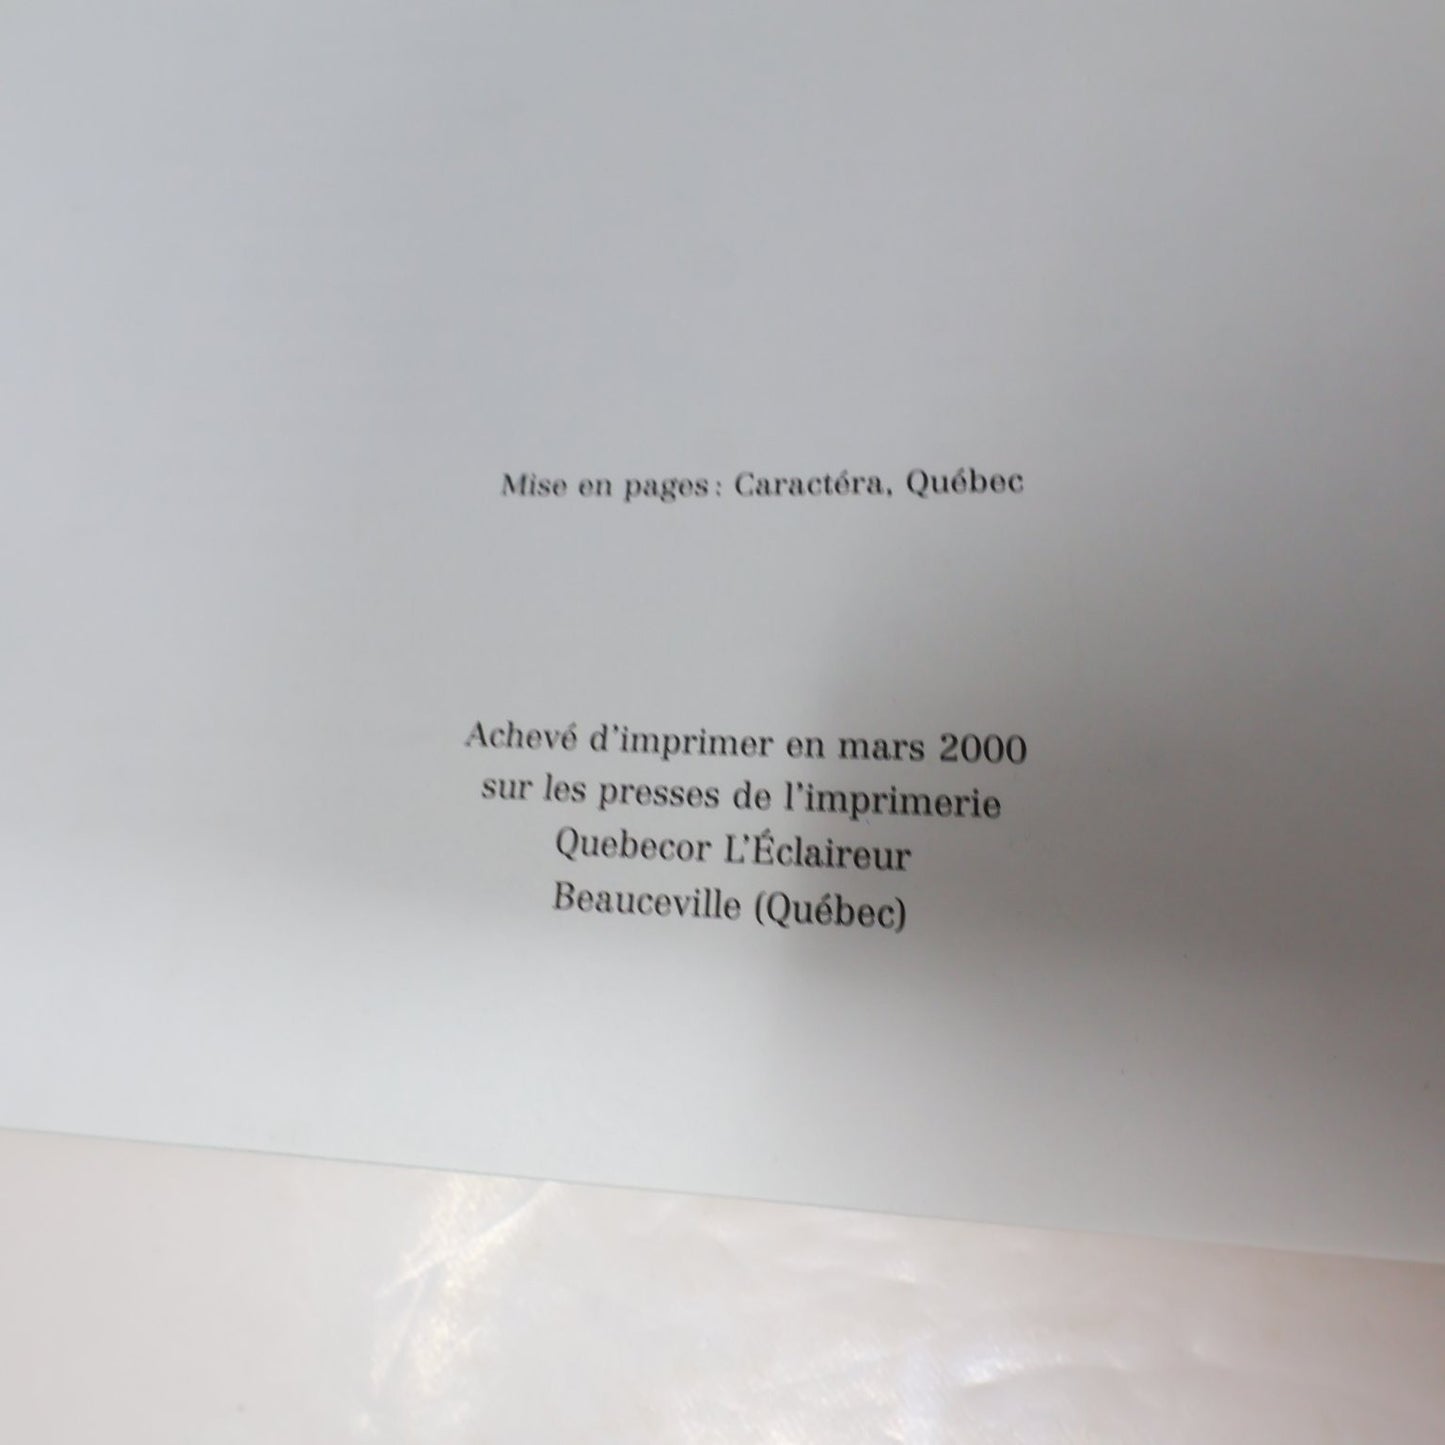 Mise en pages : Caractéra, Québec
Achevé d'imprimer en mars 2000
sur les presses de l'imprimerie
Quebecor L'Éclaireur
Beauceville (Québec)